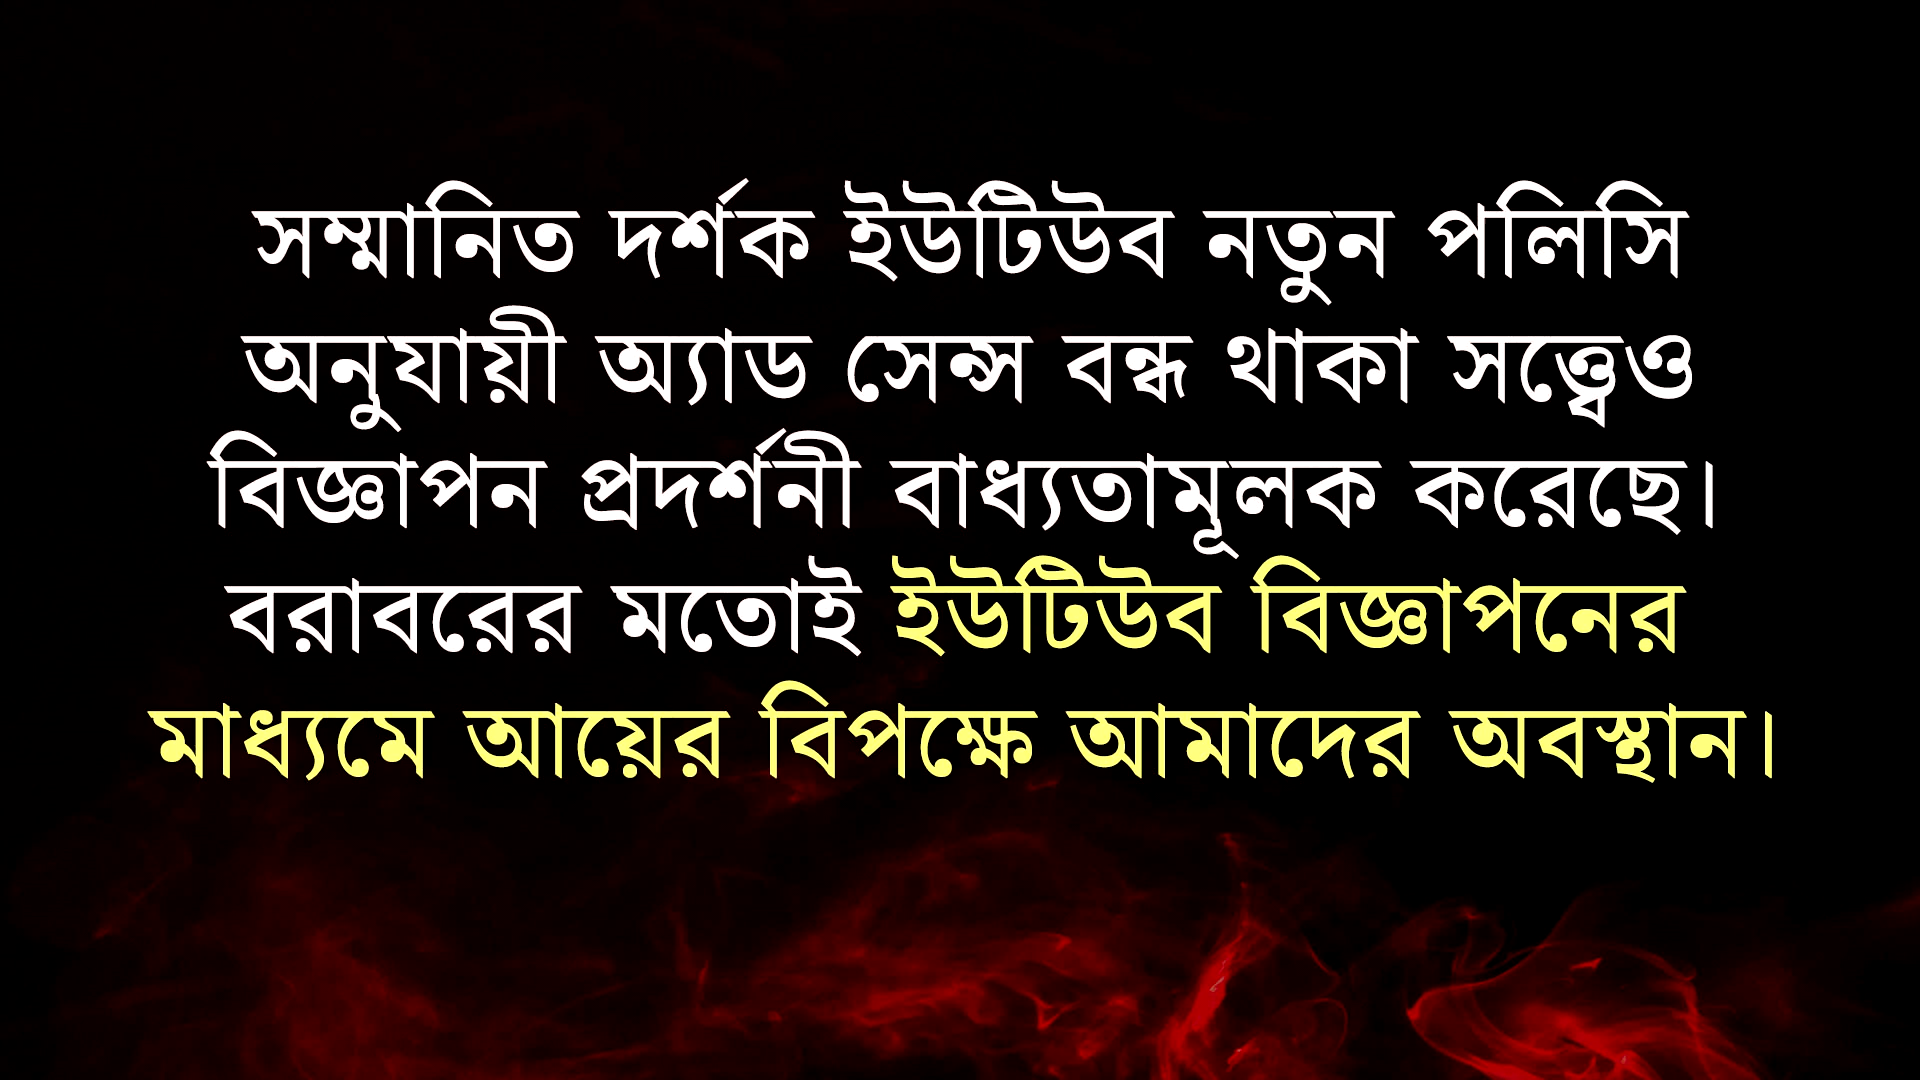 সম্মানিত দর্শক ইউটিউব নতুন পলিসি
অনুযায়ী অ্যাড সেন্স বন্ধ থাকা সত্ত্বেও
বিজ্ঞাপন প্রদর্শনী বাধ্যতামূলক করেছে।
বরাবরের মতোই ইউটিউব বিজ্ঞাপনের
মাধ্যমে আয়ের বিপক্ষে আমাদের অবস্থান।